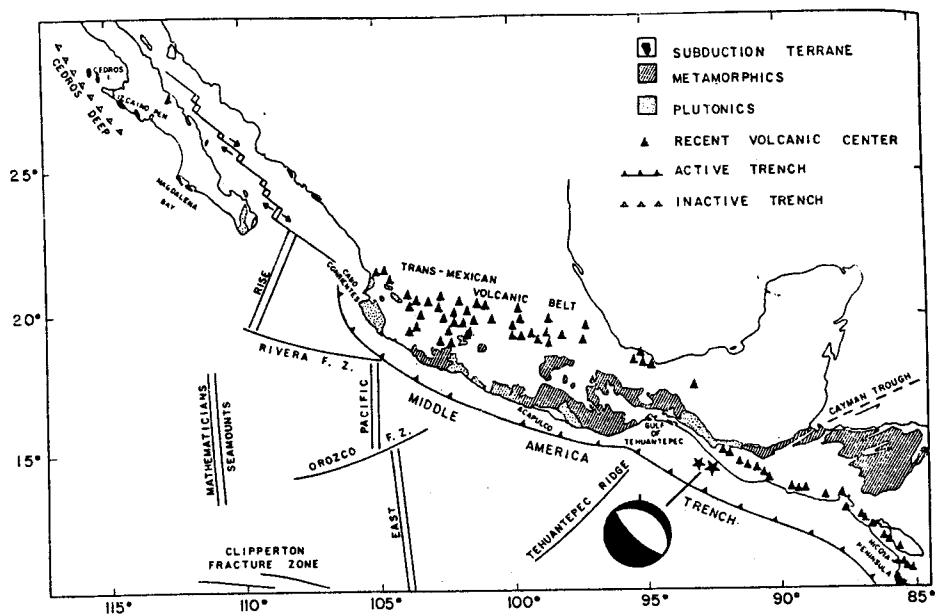 SUBDUCTION TERRANE
METAMORPHICS
PLUTONICS
RECENT VOLCANIC CENTER
ACTIVE TRENCH
INACTIVE TRENCH
CEDROS
CEDROS DEEP
VIZCAINO PEN
MAGDALENA
BAY
25°
20°
15°
RISE
CABO
CORRIENTES
TRANS-MEXICAN
VOLCANIC BELT
RIVERA F. Z.
MATHEMATICIANS
SEAMOUNTS
PACIFIC
OROZCO F. Z.
EAST
CLIPPERTON
FRACTURE ZONE
MIDDLE
AMERICA
TRENCH
ACAPULCO
GULF
OF
TEHUANTEPEC
TEHUANTEPEC RIDGE
CAYMAN TROUGH
NICOYA
PENINSULA
115° 110° 105° 100° 95° 90° 85°